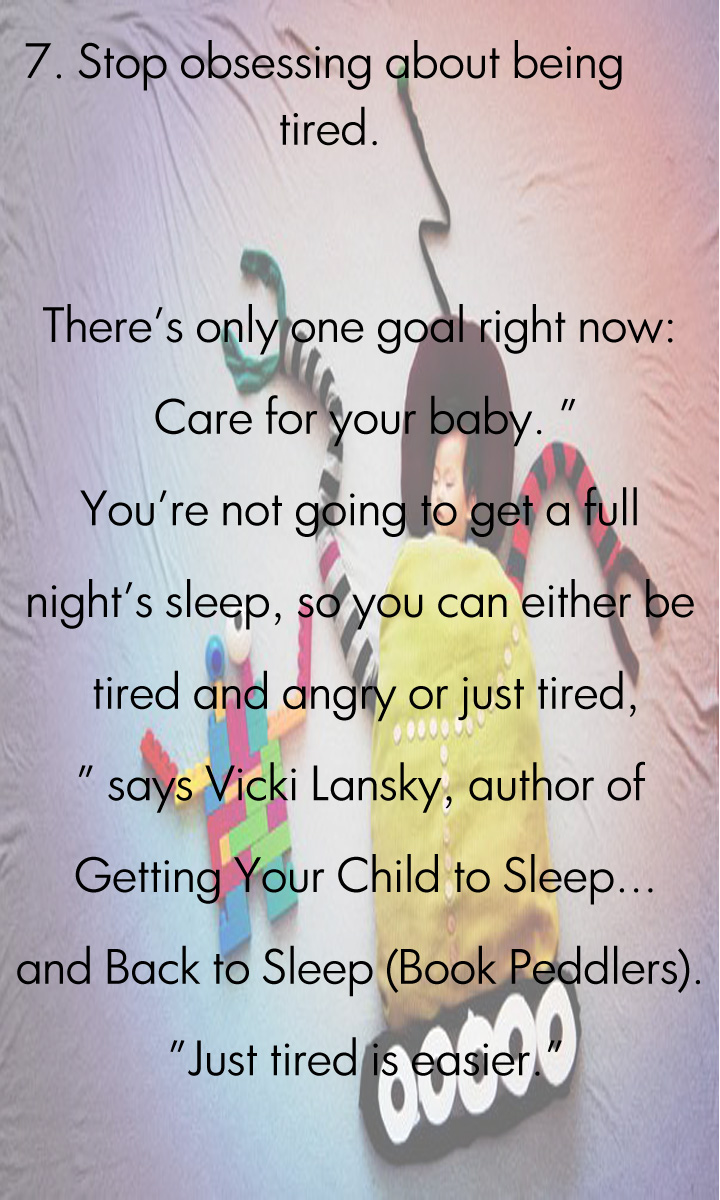 7. Stop obsessing about being
tired.
There's only one goal right now:
Care for your baby. "
You're not going to get a full
night's sleep, so you can either be
tired and angry or just tired,
" says Vicki Lansky, author of
Getting Your Child to Sleep...
and Back to Sleep (Book Peddlers).
"Just tired is easier."